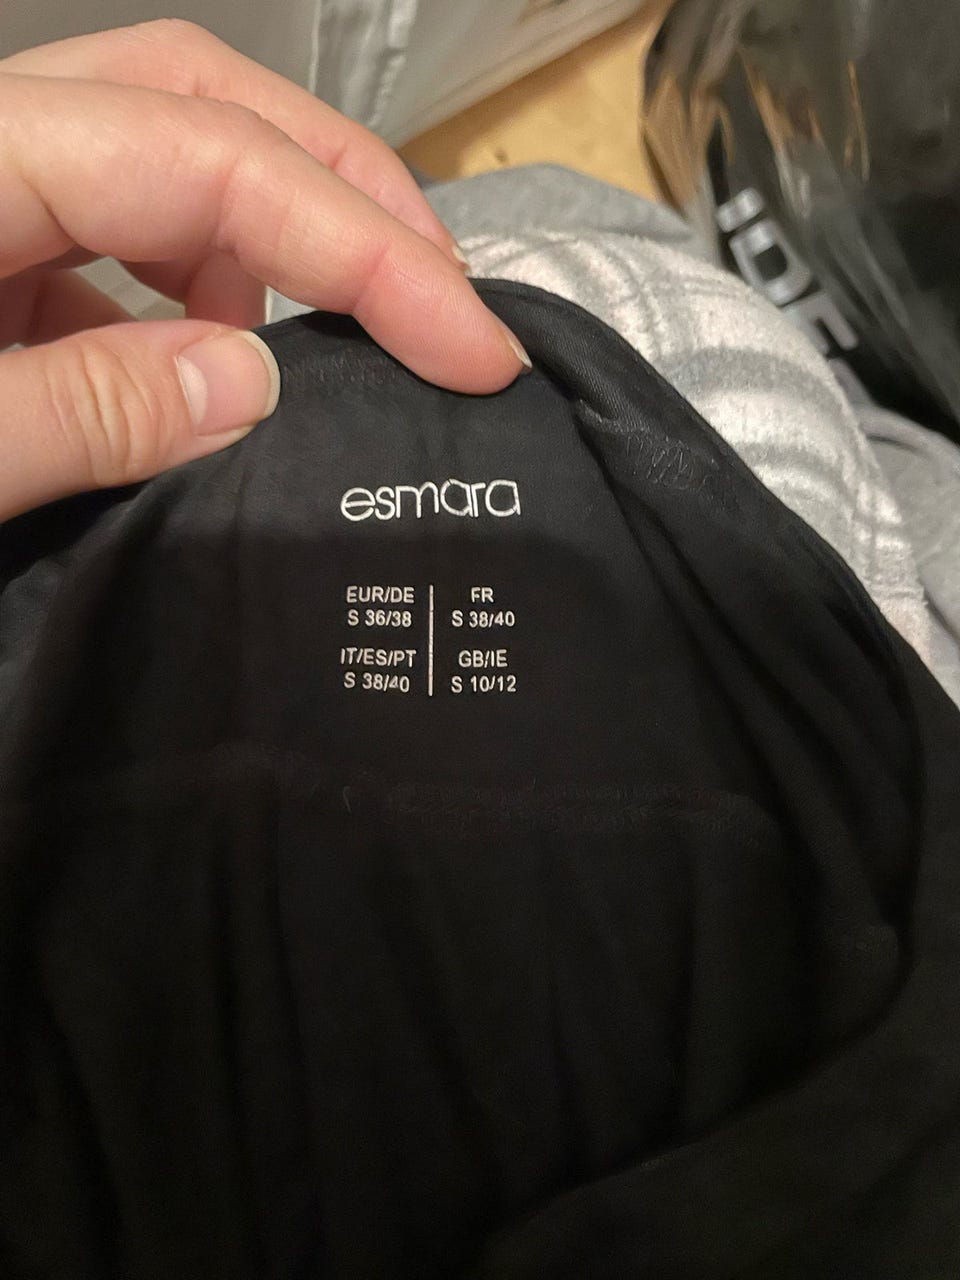 esmara
EUR/DE
S 36/38
FR
S 38/40
IT/ES/PT
S 38/40
GB/IE
S 10/12